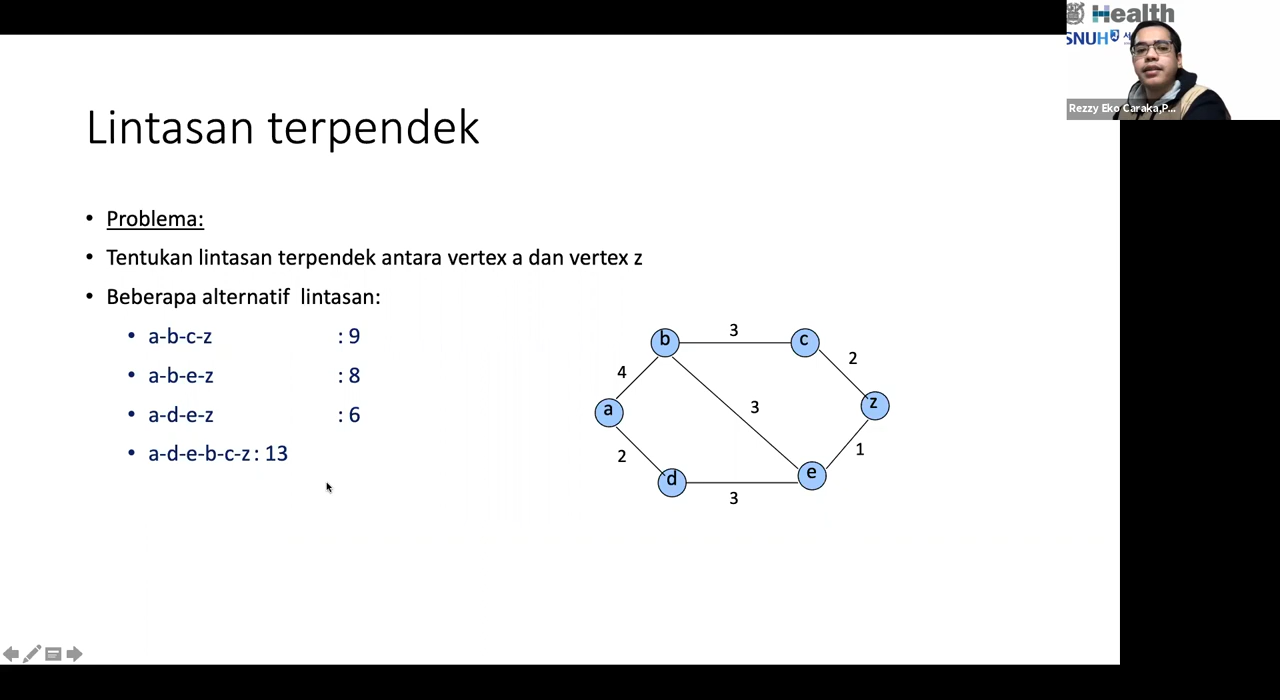 Health
SNUH
Rezzy Eko Caraka,P...
Lintasan terpendek
• Problema:
• Tentukan lintasan terpendek antara vertex a dan vertex z
• Beberapa alternatif lintasan:
• a-b-c-z : 9
• a-b-e-z : 8
• a-d-e-z : 6
• a-d-e-b-c-z : 13
3
b
c
2
4
3
a
z
2
1
d
e
3